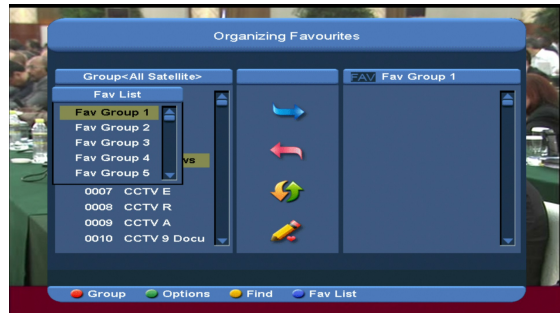 Organizing Favourites
Group<All Satellite>
FAV Fav Group 1
Fav List
Fav Group 1
Fav Group 2
Fav Group 3
Fav Group 4
vs
Fav Group 5
0007 CCTV E
0008 CCTV R
0009 CCTV A
0010 CCTV 9 Docu
Group
Options
Find
Fav List